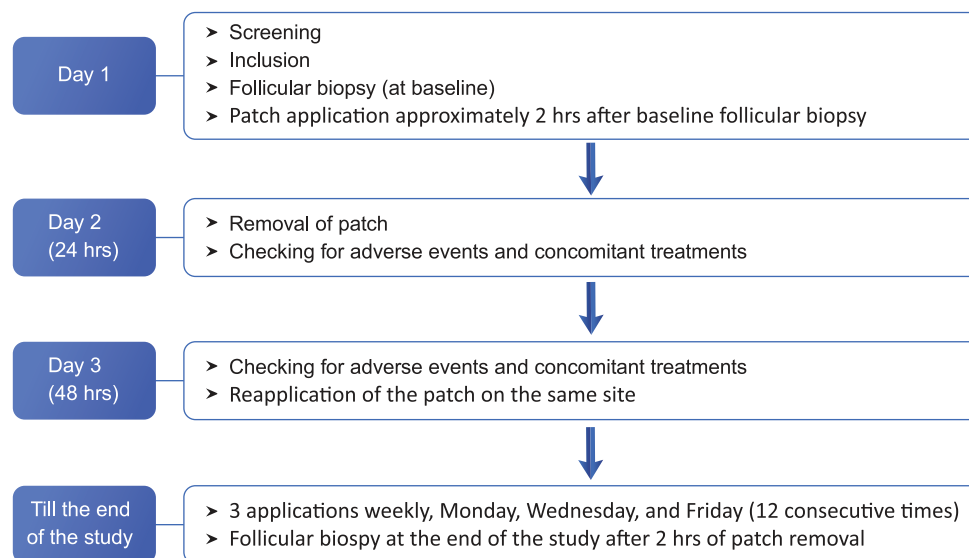 Day 1
➤ Screening
➤ Inclusion
➤ Follicular biopsy (at baseline)
➤ Patch application approximately 2 hrs after baseline follicular biopsy
Day 2
(24 hrs)
➤ Removal of patch
➤ Checking for adverse events and concomitant treatments
Day 3
(48 hrs)
➤ Checking for adverse events and concomitant treatments
➤ Reapplication of the patch on the same site
Till the end
of the study
➤ 3 applications weekly, Monday, Wednesday, and Friday (12 consecutive times)
➤ Follicular biospy at the end of the study after 2 hrs of patch removal